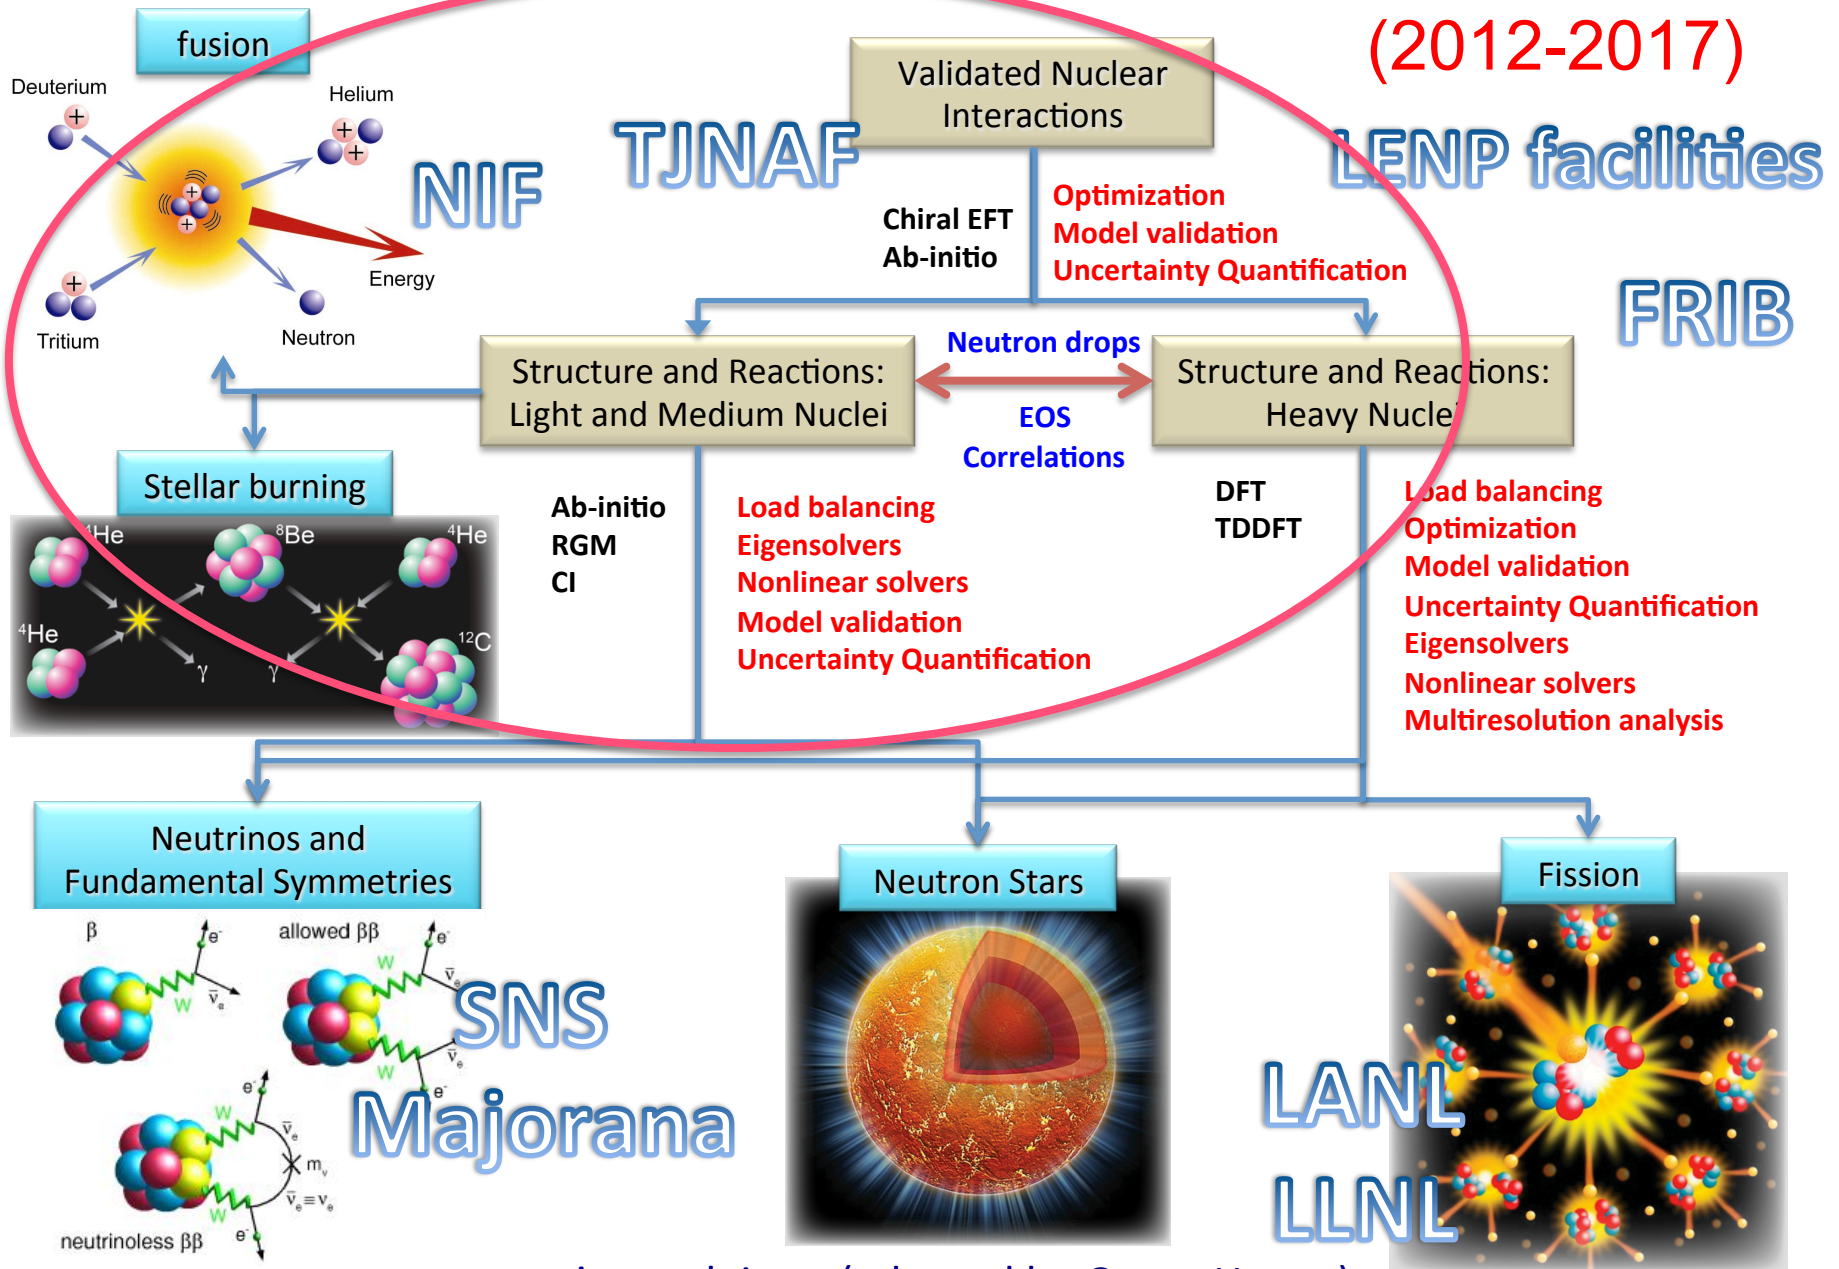 (2012-2017)
fusion
Deuterium
+
Helium
+
+
+
+
+
Energy
Tritium
Neutron
NIF
TJNAF
Validated Nuclear
Interactions
LENP facilities
FRIB
Chiral EFT
Ab-initio
Optimization
Model validation
Uncertainty Quantification
Structure and Reactions:
Light and Medium Nuclei
Neutron drops
EOS
Correlations
Structure and Reactions:
Heavy Nuclei
Stellar burning
⁴He
⁸Be
⁴He
⁴He
γ
γ
¹²C
Ab-initio
RGM
CI
Load balancing
Eigensolvers
Nonlinear solvers
Model validation
Uncertainty Quantification
DFT
TDDFT
Load balancing
Optimization
Model validation
Uncertainty Quantification
Eigensolvers
Nonlinear solvers
Multiresolution analysis
Neutrinos and
Fundamental Symmetries
β
e⁻
W
ν̄ₑ
allowed ββ
e⁻
W
ν̄ₑ
W
ν̄ₑ
e⁻
e⁻
W
ν̄ₑ
mᵥ
ν̄ₑ ≡ νₑ
W
e⁻
neutrinoless ββ
SNS
Majorana
Neutron Stars
Fission
LANL
LLNL